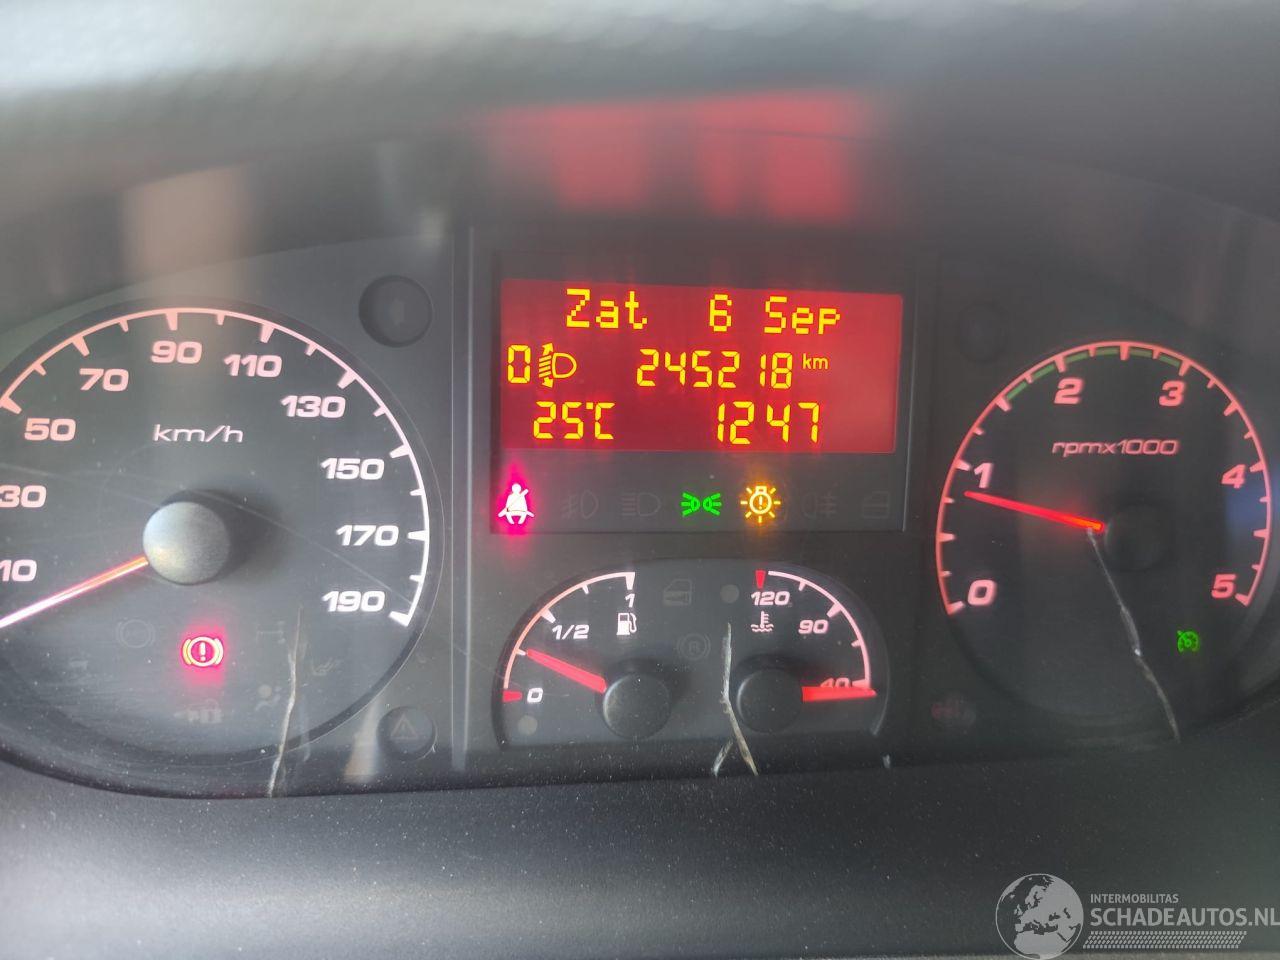 Zat 6 Sep
0 245218 km
25°C 1247
10 30 50 70 90 110 130 150 170 190
km/h
0 1/2 1
120 90 40
0 1 2 3 4 5
rpmx1000
INTERMOBILITAS
SCHADEAUTOS.NL